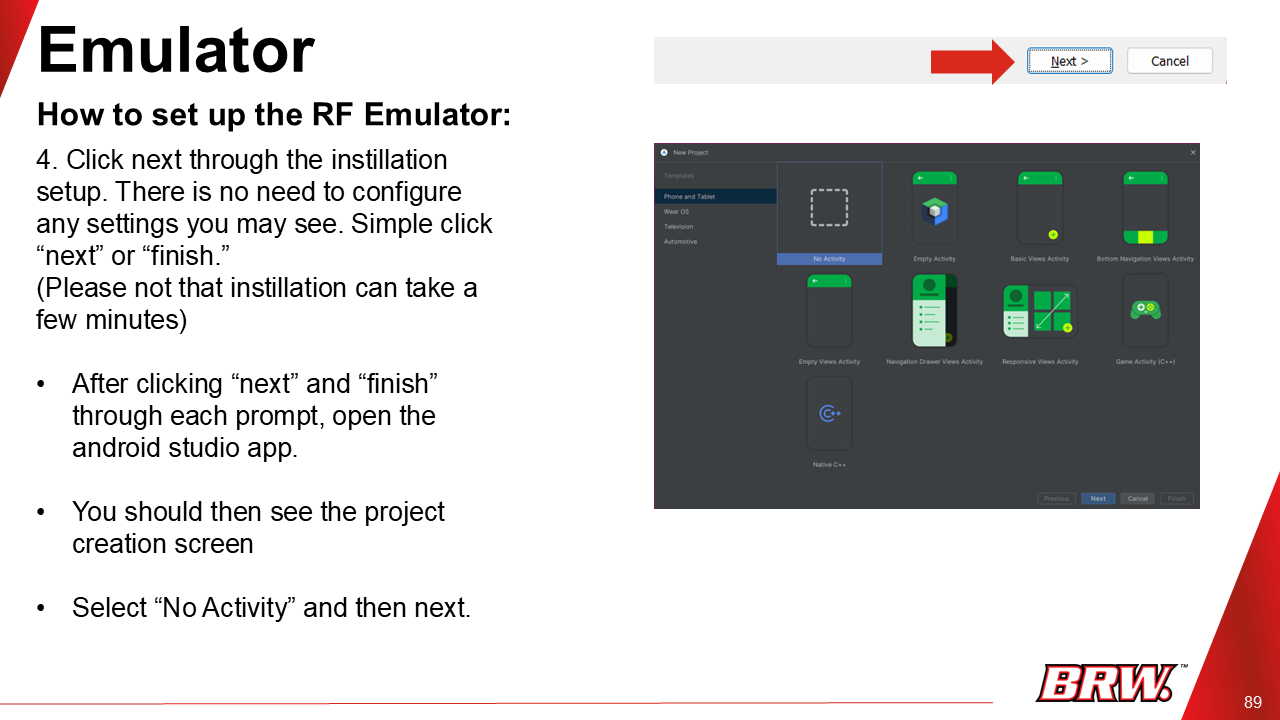 Emulator
How to set up the RF Emulator:
4. Click next through the instillation
setup. There is no need to configure
any settings you may see. Simple click
“next” or “finish.”
(Please not that instillation can take a
few minutes)
• After clicking “next” and “finish”
through each prompt, open the
android studio app.
• You should then see the project
creation screen
• Select “No Activity” and then next.
Next > Cancel
New Project
Templates
Phone and Tablet
Wear OS
Television
Automotive
No Activity Empty Activity Basic Views Activity Bottom Navigation Views Activity
Empty Views Activity Navigation Drawer Views Activity Responsive Views Activity Game Activity (C++)
C++
Native C++
Previous Next Cancel Finish
BRW.™
89